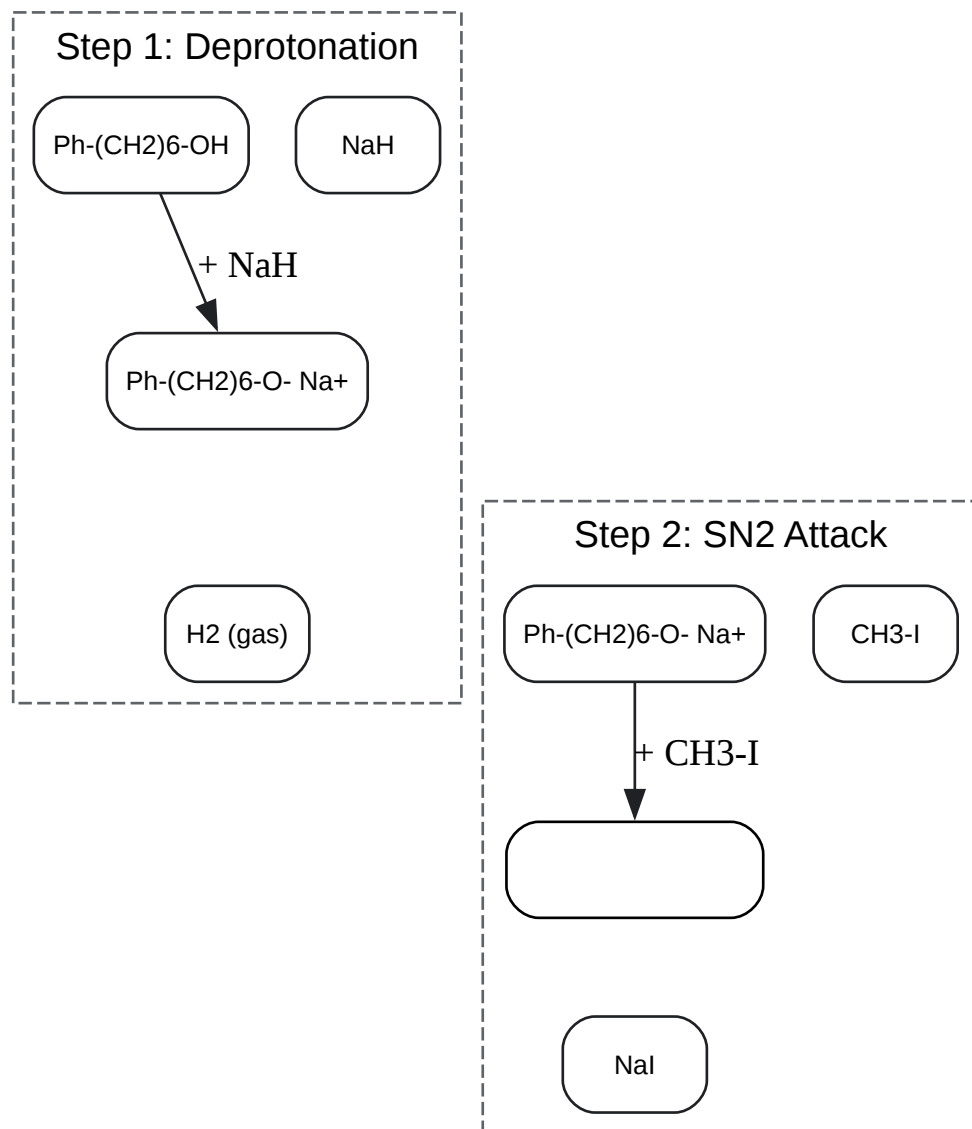 Step 1: Deprotonation
Ph-(CH2)6-OH
NaH
+ NaH
Ph-(CH2)6-O- Na+
H2 (gas)
Step 2: SN2 Attack
Ph-(CH2)6-O- Na+
CH3-I
+ CH3-I
NaI